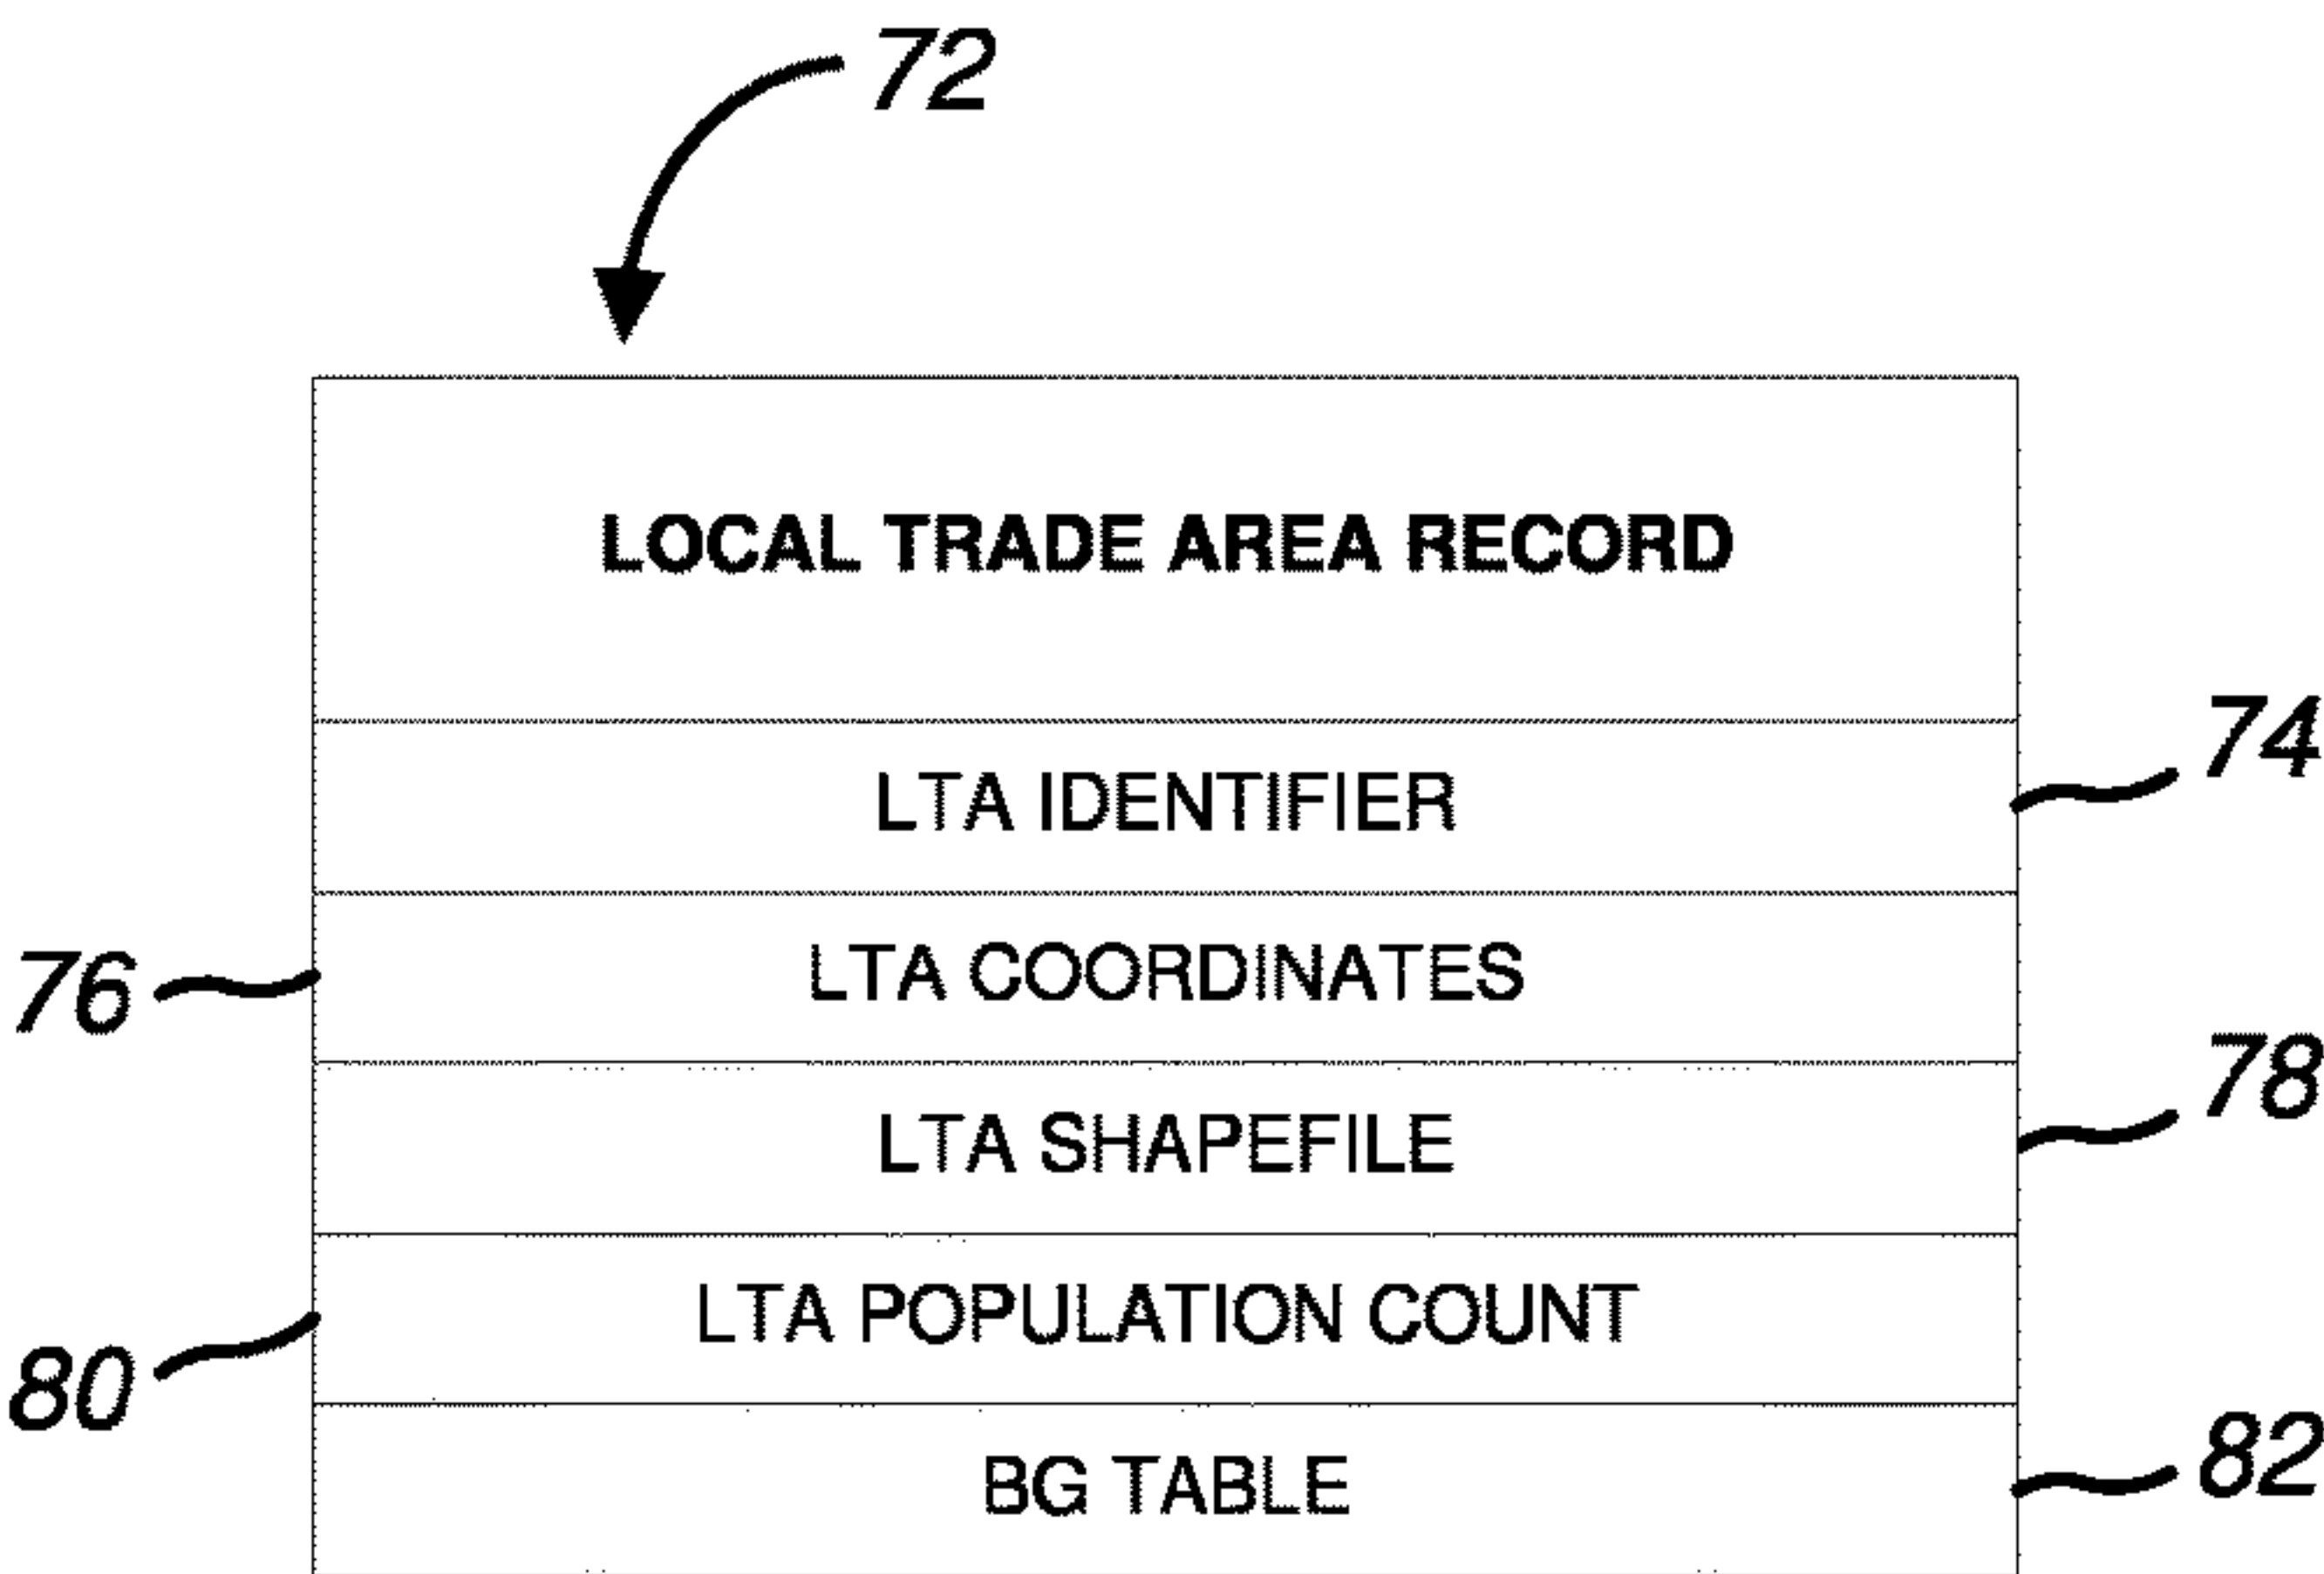 72
LOCAL TRADE AREA RECORD
LTA IDENTIFIER
74
76
LTA COORDINATES
LTA SHAPEFILE
78
LTA POPULATION COUNT
80
BG TABLE
82